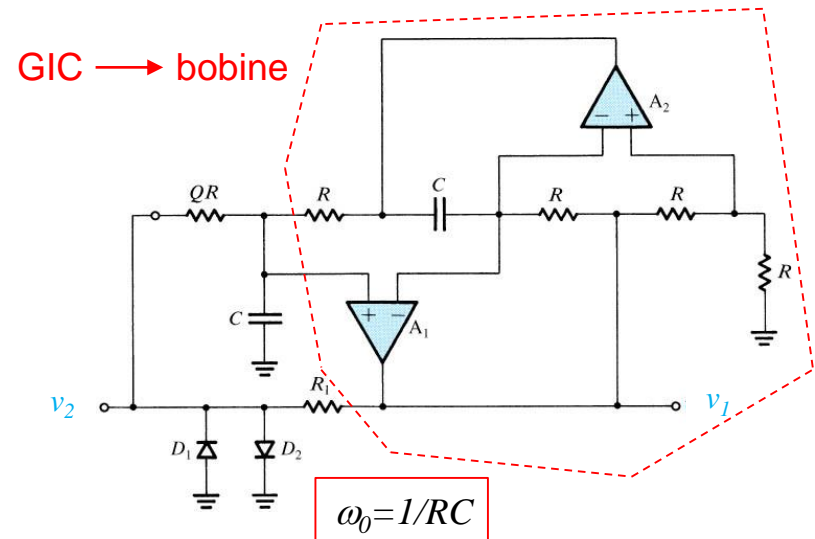 GIC → bobine
A₂
− +
QR
R
C
R
R
R
C
+ −
A₁
R₁
v₂
v₁
D₁
D₂
ω₀=1/RC